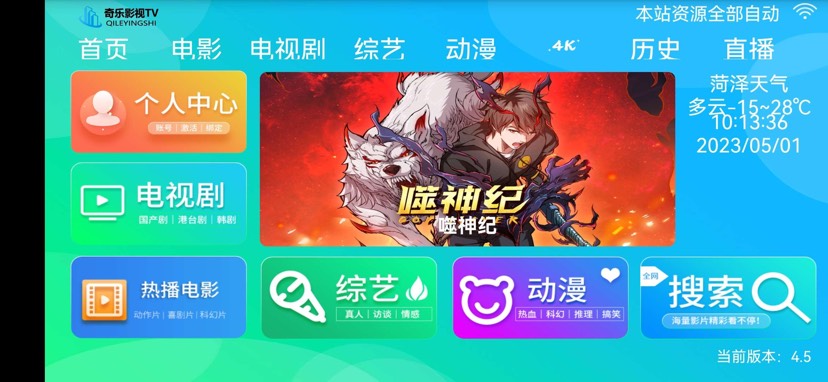 奇乐影视TV
QILEYINGSHI
本站资源全部自动
首页 电影 电视剧 综艺 动漫 4K 历史 直播
个人中心
账号 | 激活 | 绑定
菏泽天气
多云-15~28℃
10:13:36
2023/05/01
电视剧
国产剧 | 港台剧 | 韩剧
噬神纪
噬神纪
热播电影
动作片 | 喜剧片 | 科幻片
综艺
真人 | 访谈 | 情感
动漫
热血 | 科幻 | 推理 | 搞笑
全网
搜索
海量影片精彩看不停!
当前版本：4.5